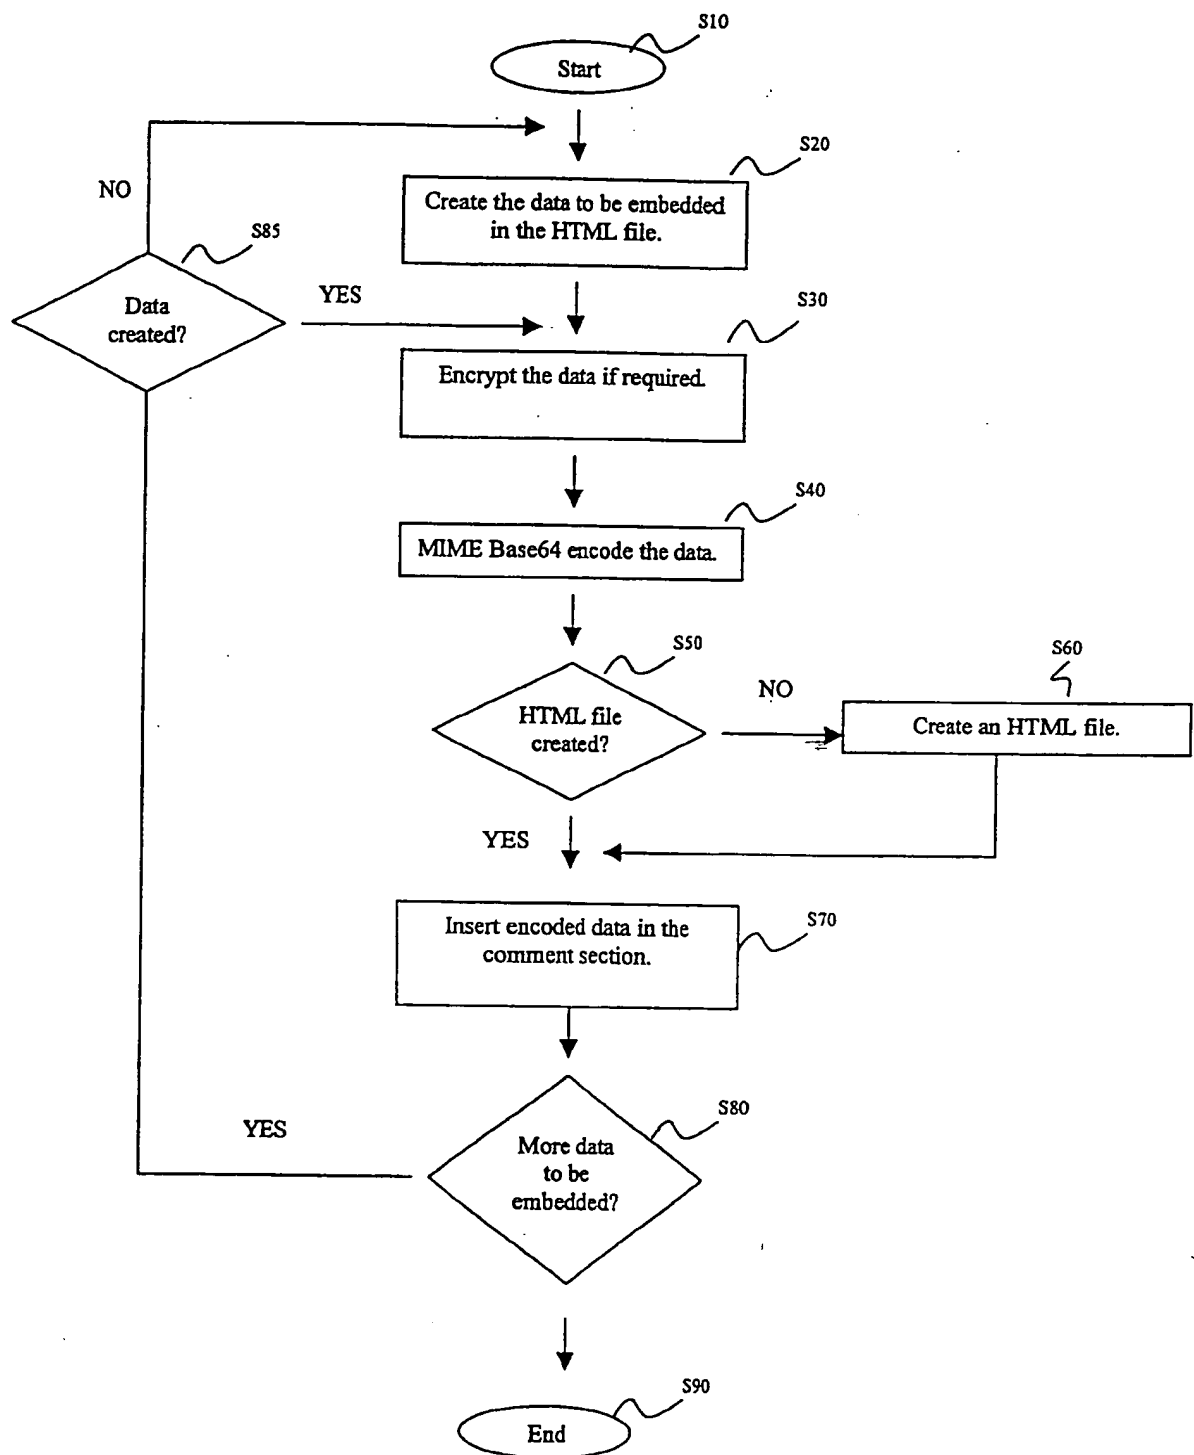 S10
Start
S20
NO
Create the data to be embedded
in the HTML file.
S85
Data
created?
YES
S30
Encrypt the data if required.
S40
MIME Base64 encode the data.
S50
HTML file
created?
NO
S60
Create an HTML file.
YES
Insert encoded data in the
comment section.
S70
YES
S80
More data
to be
embedded?
S90
End